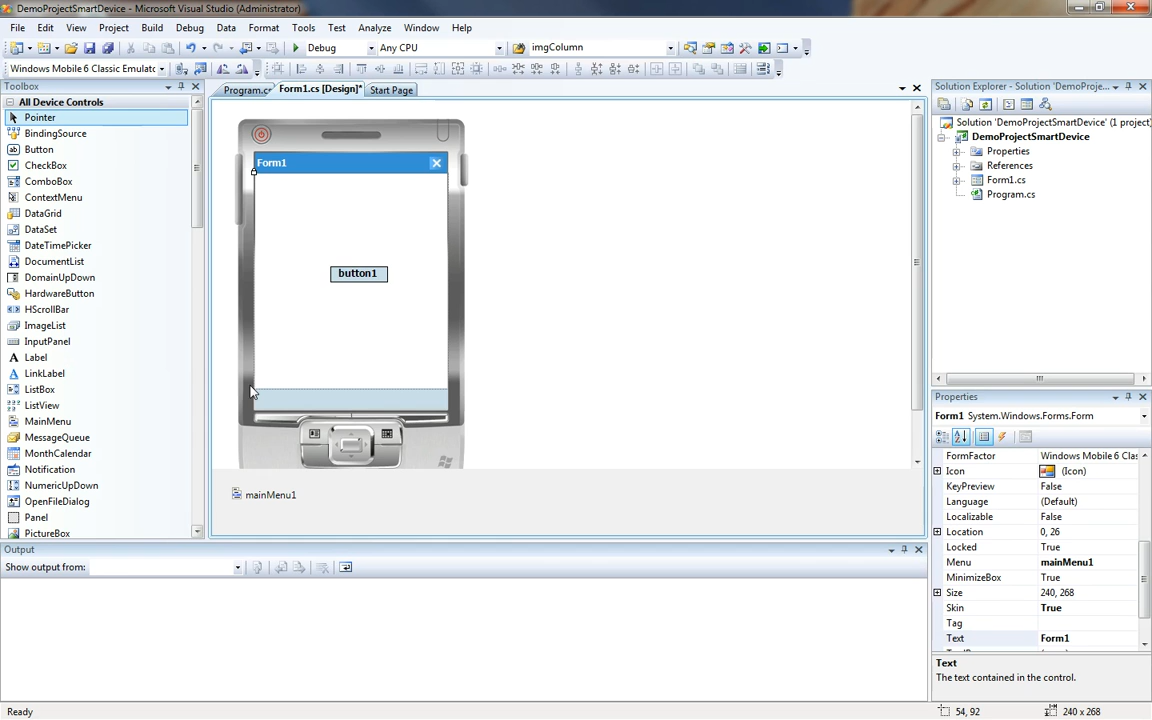 DemoProjectSmartDevice - Microsoft Visual Studio (Administrator)
File Edit View Project Build Debug Data Format Tools Test Analyze Window Help
Debug Any CPU imgColumn
Windows Mobile 6 Classic Emulato
Toolbox
All Device Controls
Pointer
BindingSource
Button
CheckBox
ComboBox
ContextMenu
DataGrid
DataSet
DateTimePicker
DocumentList
DomainUpDown
HardwareButton
HScrollBar
ImageList
InputPanel
Label
LinkLabel
ListBox
ListView
MainMenu
MessageQueue
MonthCalendar
Notification
NumericUpDown
OpenFileDialog
Panel
PictureBox
Program.cs Form1.cs [Design]* Start Page
Form1
button1
mainMenu1
Solution Explorer - Solution 'DemoProje...
Solution 'DemoProjectSmartDevice' (1 project)
DemoProjectSmartDevice
Properties
References
Form1.cs
Program.cs
Properties
Form1 System.Windows.Forms.Form
FormFactor Windows Mobile 6 Clas
Icon (Icon)
KeyPreview False
Language (Default)
Localizable False
Location 0, 26
Locked True
Menu mainMenu1
MinimizeBox True
Size 240, 268
Skin True
Tag
Text Form1
Text
The text contained in the control.
Output
Show output from:
Ready 54, 92 240 x 268